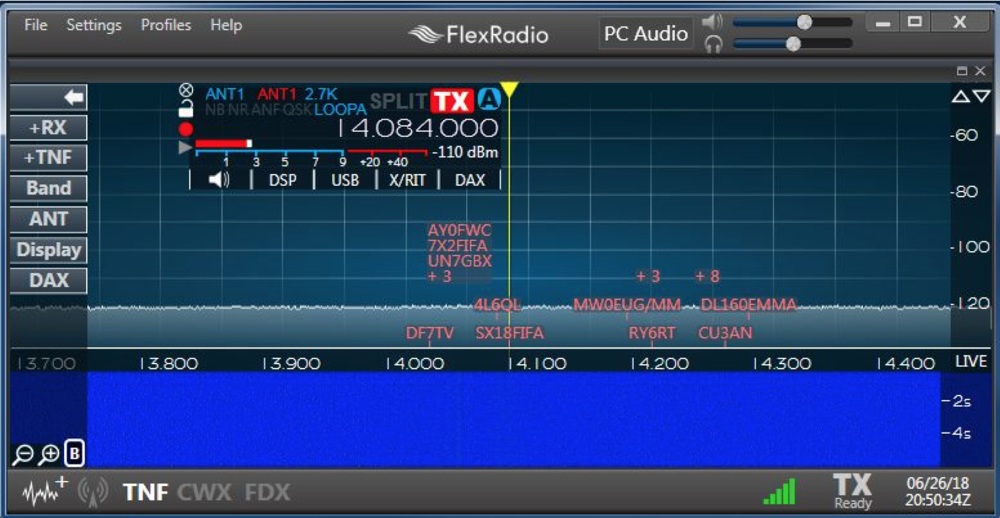 File Settings Profiles Help
FlexRadio
PC Audio
X
ANT1 ANT1 2.7K SPLIT TX A
NB NR ANF QSK LOOPA
14.084.000
-110 dBm
1 3 5 7 9 +20 +40
DSP USB X/RIT DAX
+RX
+TNF
Band
ANT
Display
DAX
-60
-80
-100
-120
AY0FWC
7X2FIFA
UN7GBX
+ 3
+ 3
+ 8
4L6QL
MW0EUG/MM
DL160EMMA
DF7TV
SX18FIFA
RY6RT
CU3AN
13.700 13.800 13.900 14.000 14.100 14.200 14.300 14.400 LIVE
-2s
-4s
B
TNF CWX FDX
TX
Ready
06/26/18
20:50:34Z